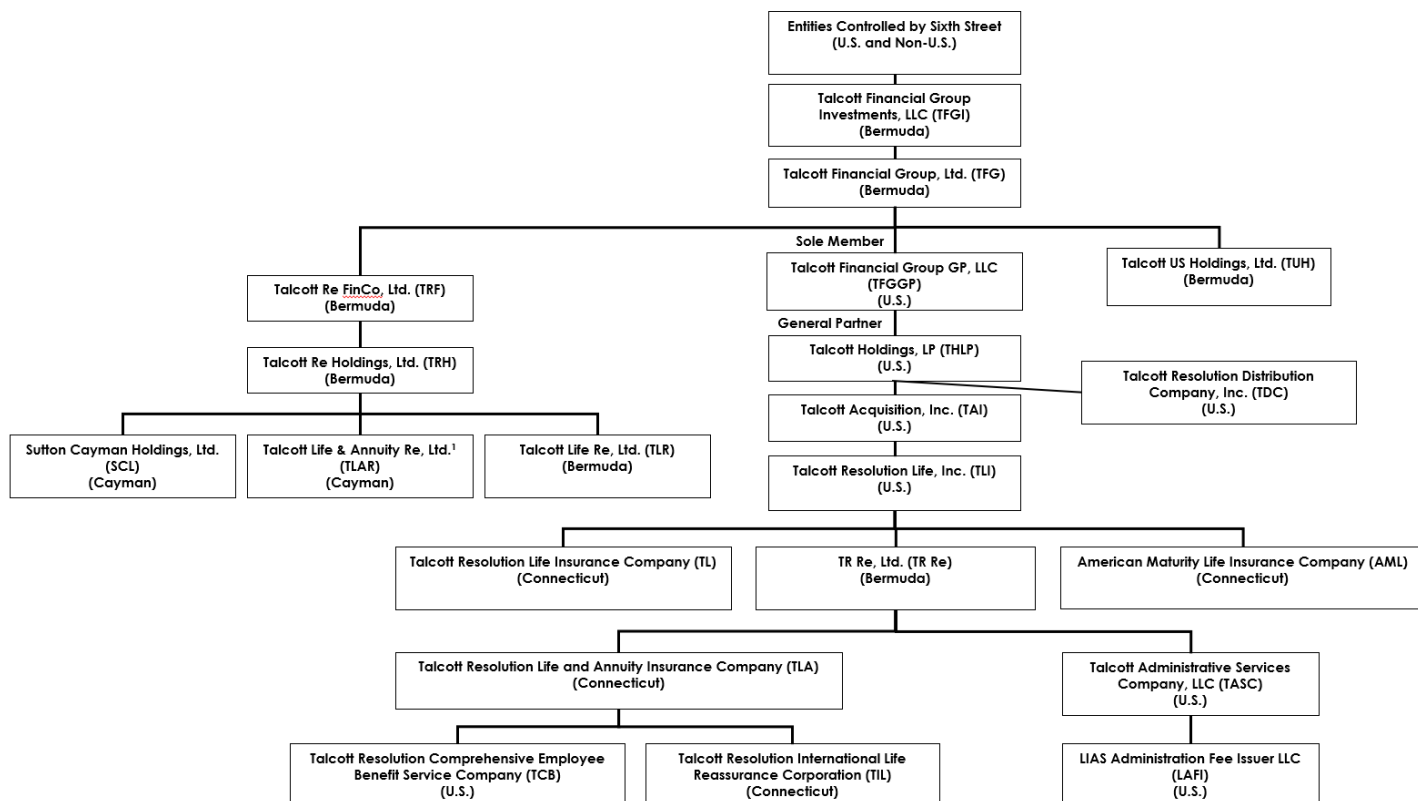 Entities Controlled by Sixth Street
(U.S. and Non-U.S.)
Talcott Financial Group
Investments, LLC (TFGI)
(Bermuda)
Talcott Financial Group, Ltd. (TFG)
(Bermuda)
Sole Member
Talcott Re FinCo, Ltd. (TRF)
(Bermuda)
Talcott Financial Group GP, LLC
(TFGGP)
(U.S.)
Talcott US Holdings, Ltd. (TUH)
(Bermuda)
General Partner
Talcott Re Holdings, Ltd. (TRH)
(Bermuda)
Talcott Holdings, LP (THLP)
(U.S.)
Talcott Resolution Distribution
Company, Inc. (TDC)
(U.S.)
Talcott Acquisition, Inc. (TAI)
(U.S.)
Sutton Cayman Holdings, Ltd.
(SCL)
(Cayman)
Talcott Life & Annuity Re, Ltd.¹
(TLAR)
(Cayman)
Talcott Life Re, Ltd. (TLR)
(Bermuda)
Talcott Resolution Life, Inc. (TLI)
(U.S.)
Talcott Resolution Life Insurance Company (TL)
(Connecticut)
TR Re, Ltd. (TR Re)
(Bermuda)
American Maturity Life Insurance Company (AML)
(Connecticut)
Talcott Resolution Life and Annuity Insurance Company (TLA)
(Connecticut)
Talcott Administrative Services
Company, LLC (TASC)
(U.S.)
Talcott Resolution Comprehensive Employee
Benefit Service Company (TCB)
(U.S.)
Talcott Resolution International Life
Reassurance Corporation (TIL)
(Connecticut)
LIAS Administration Fee Issuer LLC
(LAFI)
(U.S.)